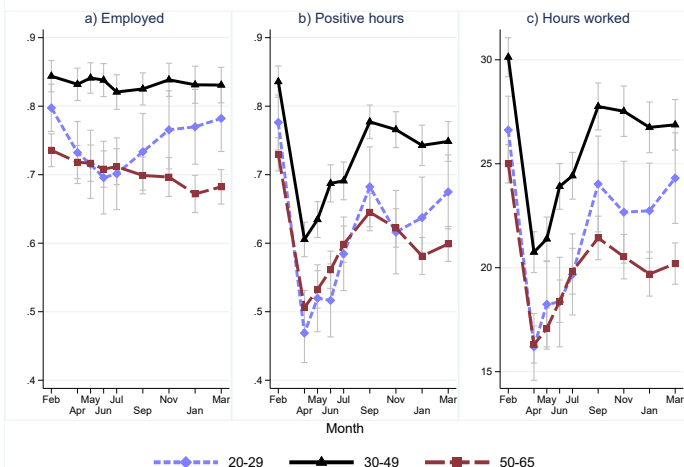 a) Employed
b) Positive hours
c) Hours worked
.9
.8
.7
.6
.5
.4
Feb
Apr
May
Jun
Jul
Sep
Nov
Jan
Mar
.9
.8
.7
.6
.5
.4
Feb
Apr
May
Jun
Jul
Sep
Nov
Jan
Mar
30
25
20
15
Feb
Apr
May
Jun
Jul
Sep
Nov
Jan
Mar
Month
20-29 30-49 50-65